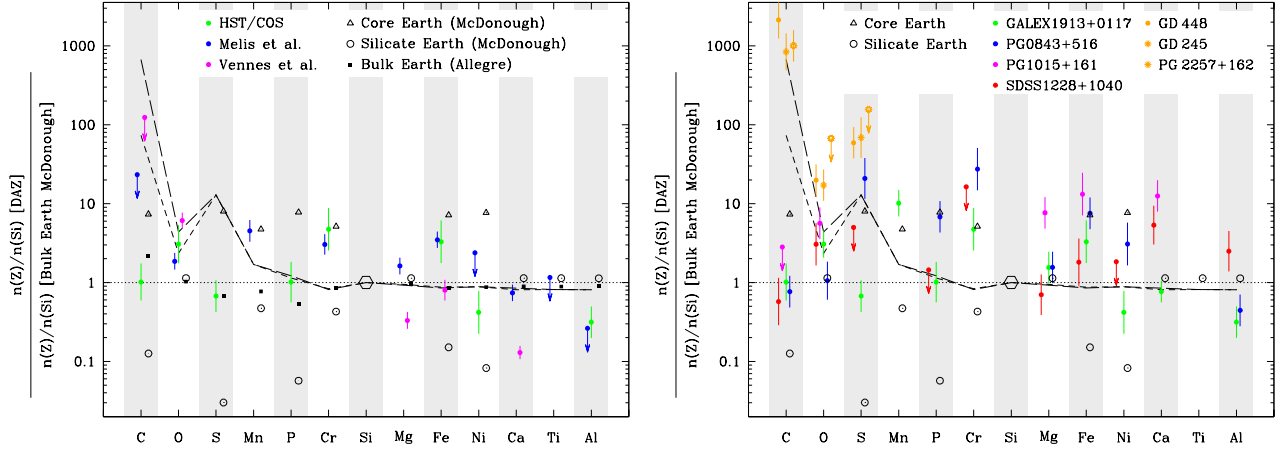 HST/COS
Melis et al.
Vennes et al.
Core Earth (McDonough)
Silicate Earth (McDonough)
Bulk Earth (Allegre)
1000
100
10
1
0.1
n(Z)/n(Si) [DAZ]
n(Z)/n(Si) [Bulk Earth McDonough]
C O S Mn P Cr Si Mg Fe Ni Ca Ti Al
Core Earth
Silicate Earth
GALEX1913+0117
PG0843+516
PG1015+161
SDSS1228+1040
GD 448
GD 245
PG 2257+162
1000
100
10
1
0.1
n(Z)/n(Si) [DAZ]
n(Z)/n(Si) [Bulk Earth McDonough]
C O S Mn P Cr Si Mg Fe Ni Ca Ti Al